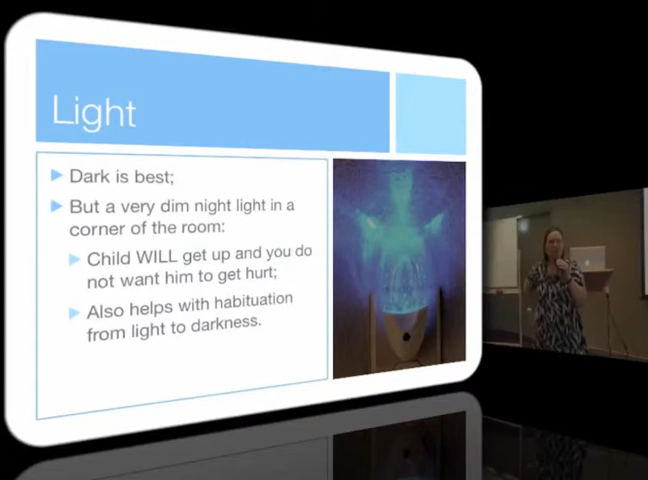 Light
Dark is best;
But a very dim night light in a
corner of the room:
Child WILL get up and you do
not want him to get hurt;
Also helps with habituation
from light to darkness.